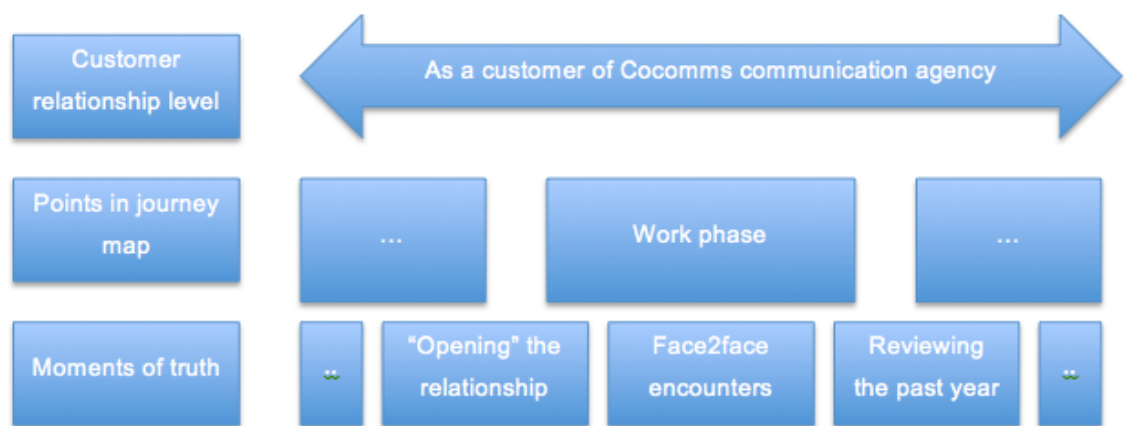 Customer
relationship level
As a customer of Cocomms communication agency
Points in journey
map
...
Work phase
...
Moments of truth
..
“Opening” the
relationship
Face2face
encounters
Reviewing
the past year
..